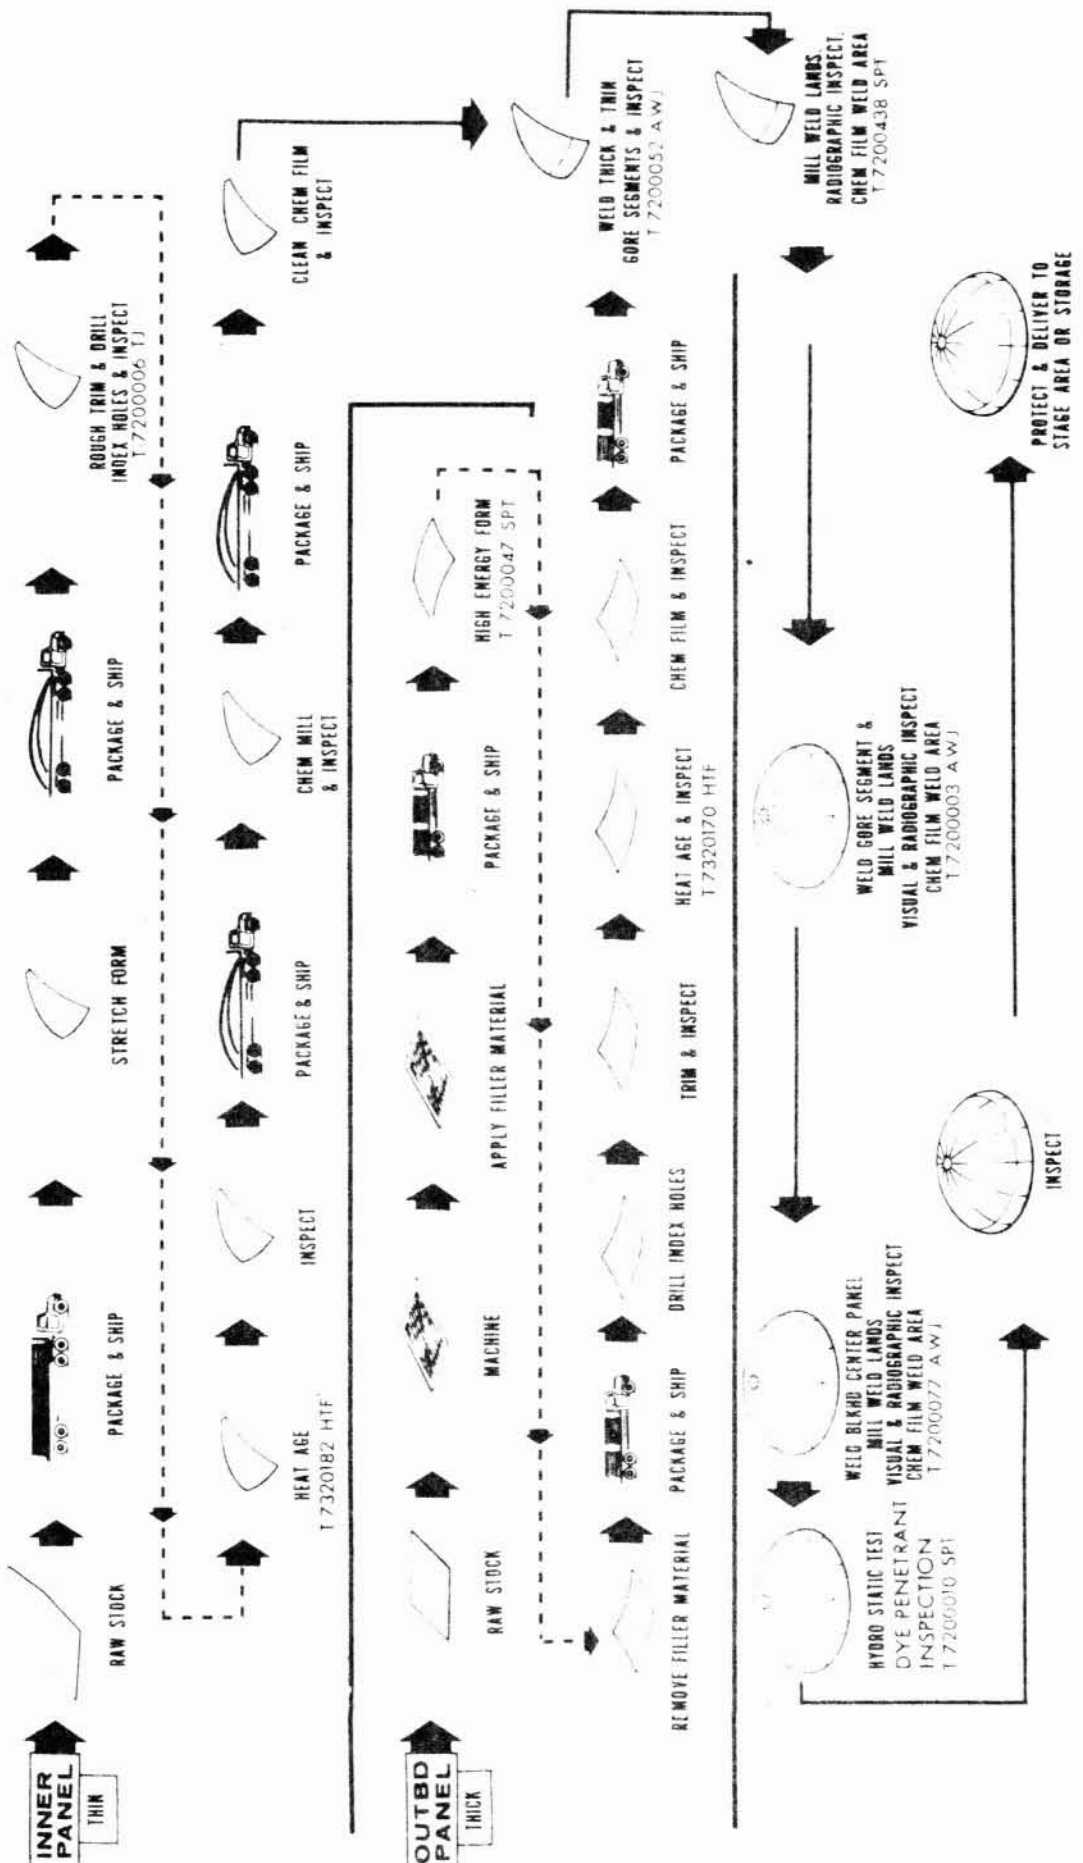 INNER
PANEL
THIN
RAW STOCK
PACKAGE & SHIP
STRETCH FORM
PACKAGE & SHIP
ROUGH TRIM & DRILL
INDEX HOLES & INSPECT
T 7200006 TJ
HEAT AGE
T 7320182 HTF
INSPECT
PACKAGE & SHIP
CHEM MILL
& INSPECT
PACKAGE & SHIP
CLEAN CHEM FILM
& INSPECT
OUTBD
PANEL
THICK
RAW STOCK
MACHINE
APPLY FILLER MATERIAL
PACKAGE & SHIP
HIGH ENERGY FORM
T 7200047 SPT
REMOVE FILLER MATERIAL
PACKAGE & SHIP
DRILL INDEX HOLES
TRIM & INSPECT
HEAT AGE & INSPECT
T 7320170 HTF
CHEM FILM & INSPECT
PACKAGE & SHIP
WELD THICK & THIN
GORE SEGMENTS & INSPECT
T 7200052 AWJ
MILL WELD LANDS,
RADIOGRAPHIC INSPECT,
CHEM FILM WELD AREA
T 7200438 SPT
WELD GORE SEGMENT &
MILL WELD LANDS
VISUAL & RADIOGRAPHIC INSPECT
CHEM FILM WELD AREA
T 7200003 AWJ
WELD BLKHD CENTER PANEL
MILL WELD LANDS
VISUAL & RADIOGRAPHIC INSPECT
CHEM FILM WELD AREA
T 7200077 AWJ
HYDRO STATIC TEST
DYE PENETRANT
INSPECTION
T 7200010 SPT
INSPECT
PROTECT & DELIVER TO
STAGE AREA OR STORAGE